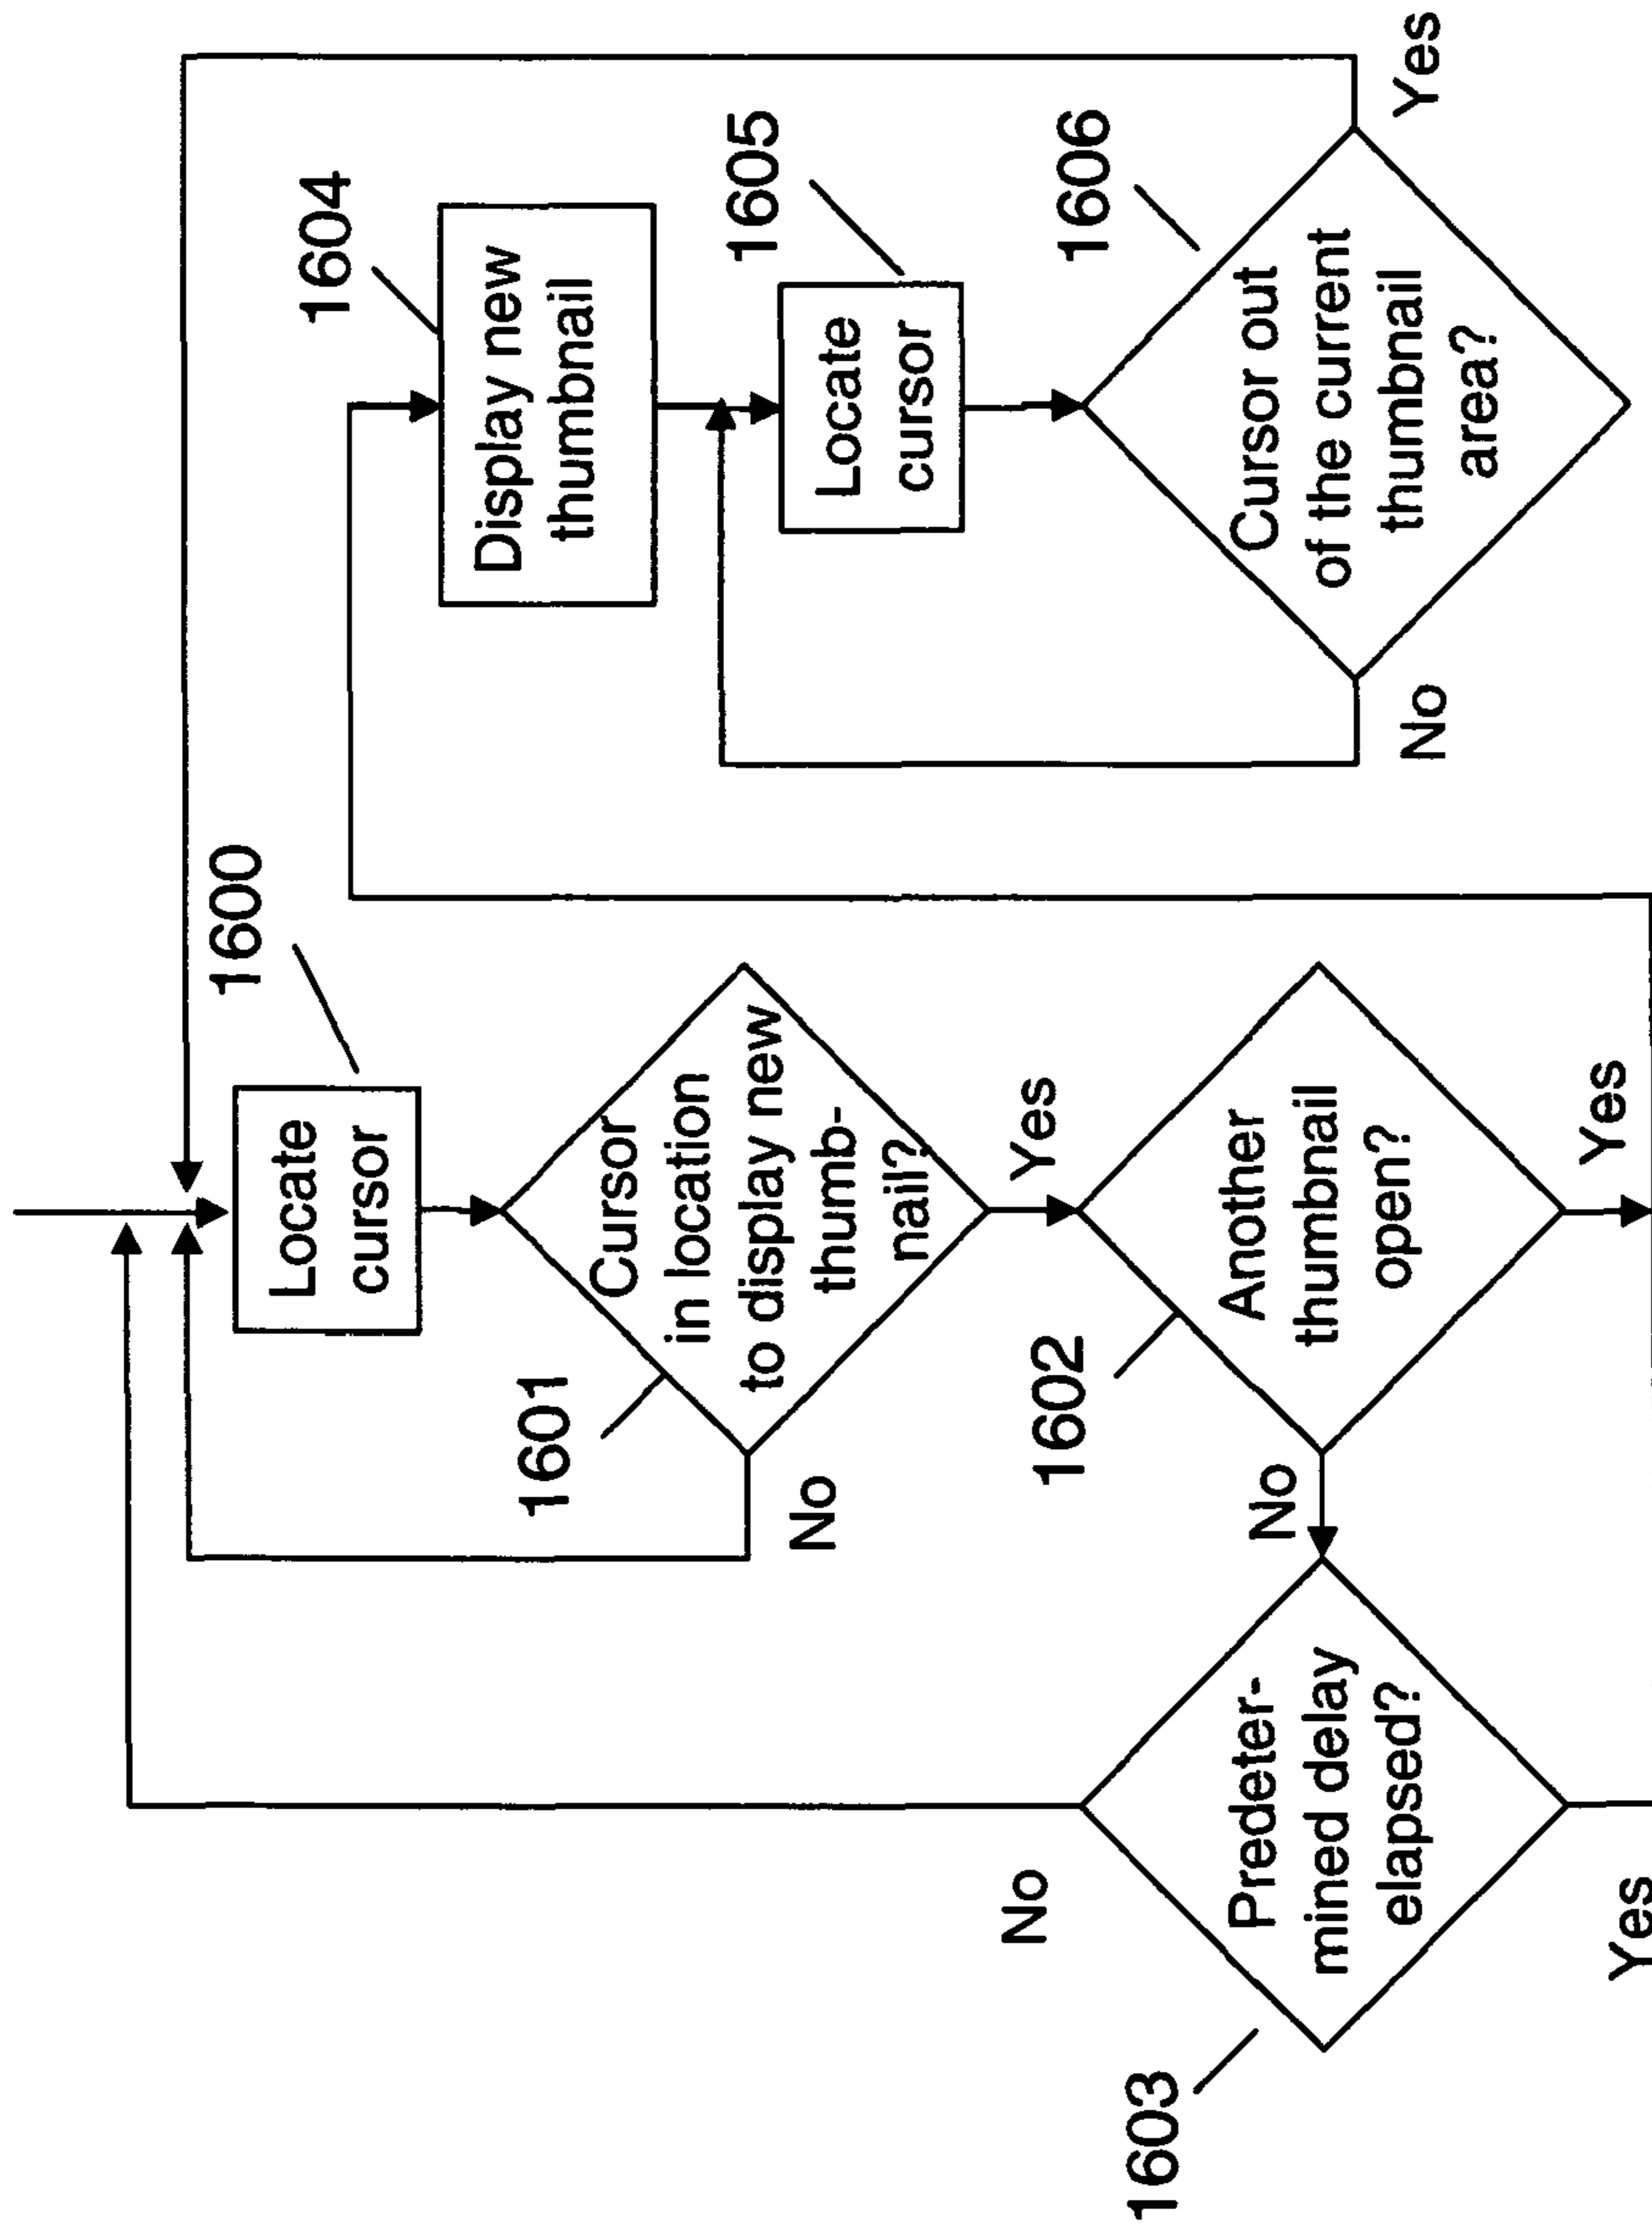 1600
Locate
cursor
1601
Cursor
in location
to display new
thumb-
nail?
No
Yes
1602
Another
thumbnail
open?
No
Yes
1603
Predeter-
mined delay
elapsed?
No
Yes
1604
Display new
thumbnail
1605
Locate
cursor
1606
Cursor out
of the current
thumbnail
area?
No
Yes